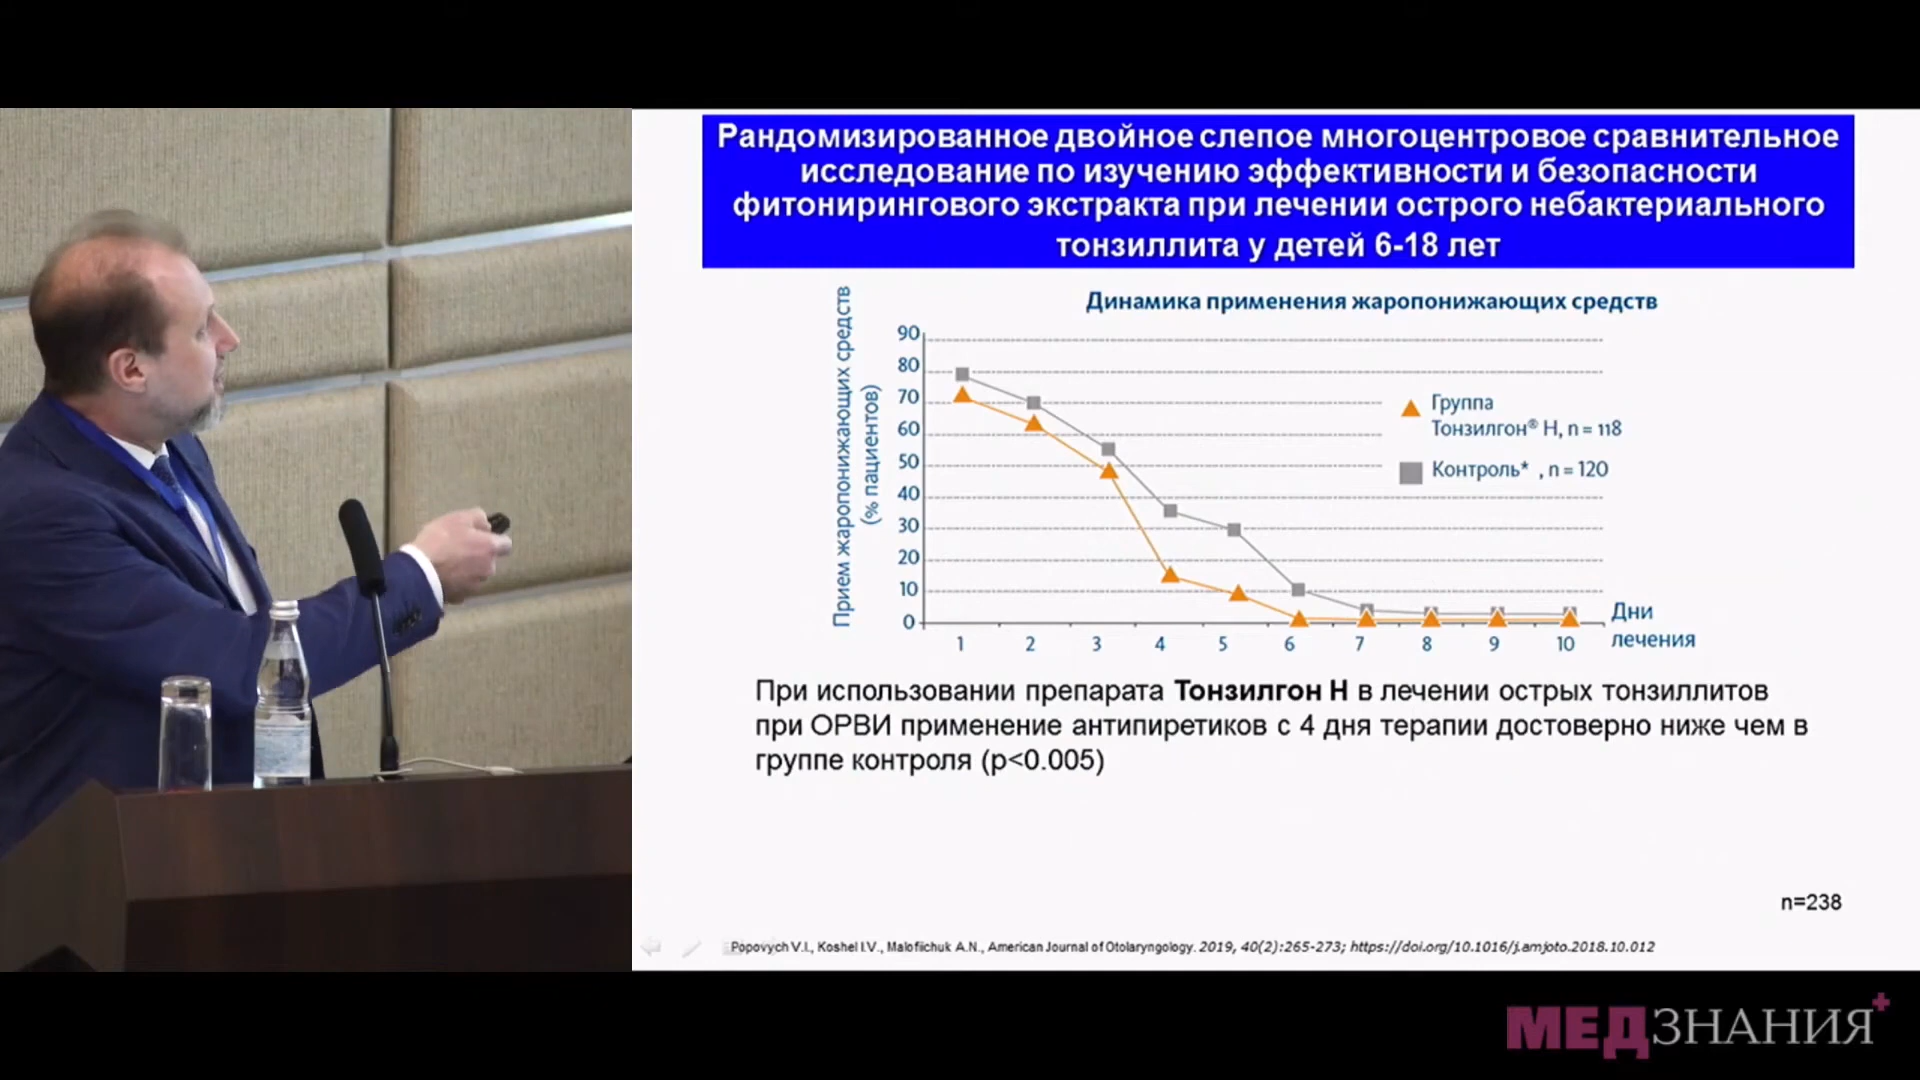 Рандомизированное двойное слепое многоцентровое сравнительное
исследование по изучению эффективности и безопасности
фитонирингового экстракта при лечении острого небактериального
тонзиллита у детей 6-18 лет
Динамика применения жаропонижающих средств
Прием жаропонижающих средств
(% пациентов)
90
80
70
60
50
40
30
20
10
0
1 2 3 4 5 6 7 8 9 10
Дни
лечения
Группа
Тонзилгон® Н, n = 118
Контроль* , n = 120
При использовании препарата Тонзилгон Н в лечении острых тонзиллитов
при ОРВИ применение антипиретиков с 4 дня терапии достоверно ниже чем в
группе контроля (p<0.005)
n=238
Popovych V.I., Koshel I.V., Malofiichuk A.N., American Journal of Otolaryngology. 2019, 40(2):265-273; https://doi.org/10.1016/j.amjoto.2018.10.012
МЕДЗНАНИЯ+